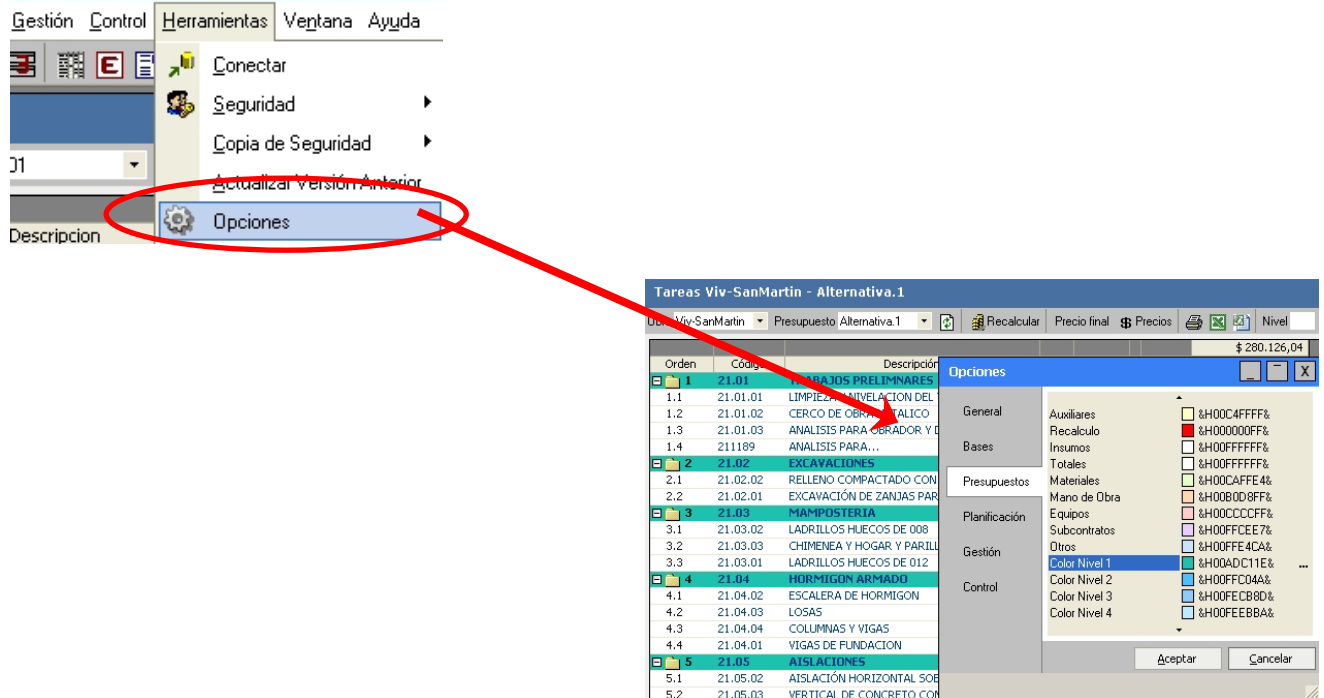 Gestión Control Herramientas Ventana Ayuda
E
Conectar
Seguridad
Copia de Seguridad
01
Actualizar Versión Anterior
Opciones
Descripcion
Tareas Viv-SanMartin - Alternativa.1
Viv-SanMartin Presupuesto Alternativa.1 Recalcular Precio final $ Precios Nivel
$ 280.126,04
Orden Código Descripción
1 21.01 TRABAJOS PRELIMNARES
1.1 21.01.01 LIMPIEZA NIVELACION DEL
1.2 21.01.02 CERCO DE OBRA METALICO
1.3 21.01.03 ANALISIS PARA OBRADOR Y D
1.4 211189 ANALISIS PARA...
2 21.02 EXCAVACIONES
2.1 21.02.02 RELLENO COMPACTADO CON
2.2 21.02.01 EXCAVACIÓN DE ZANJAS PAR
3 21.03 MAMPOSTERIA
3.1 21.03.02 LADRILLOS HUECOS DE 008
3.2 21.03.03 CHIMENEA Y HOGAR Y PARILL
3.3 21.03.01 LADRILLOS HUECOS DE 012
4 21.04 HORMIGON ARMADO
4.1 21.04.02 ESCALERA DE HORMIGON
4.2 21.04.03 LOSAS
4.3 21.04.04 COLUMNAS Y VIGAS
4.4 21.04.01 VIGAS DE FUNDACION
5 21.05 AISLACIONES
5.1 21.05.02 AISLACIÓN HORIZONTAL SOB
5.2 21.05.03 VERTICAL DE CONCRETO CON
Opciones
General
Bases
Presupuestos
Planificación
Gestión
Control
Auxiliares &H00C4FFFF&
Recalculo &H000000FF&
Insumos &H00FFFFFF&
Totales &H00FFFFFF&
Materiales &H00CAFFE4&
Mano de Obra &H00B0D8FF&
Equipos &H00CCCCFF&
Subcontratos &H00FFCEE7&
Otros &H00FFE4CA&
Color Nivel 1 &H00ADC11E& ...
Color Nivel 2 &H00FFC04A&
Color Nivel 3 &H00FECB8D&
Color Nivel 4 &H00FEEBBA&
Aceptar Cancelar